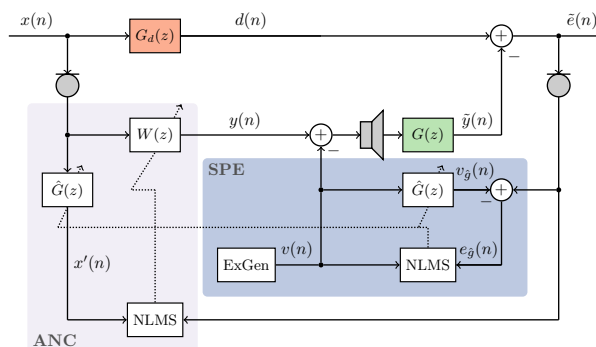 x(n) G_d(z) d(n) + ẽ(n)
−
W(z) y(n) + G(z) ỹ(n)
−
SPE
Ĝ(z) Ĝ(z) v_ĝ(n) +
−
x′(n) ExGen v(n) NLMS e_ĝ(n)
NLMS
ANC